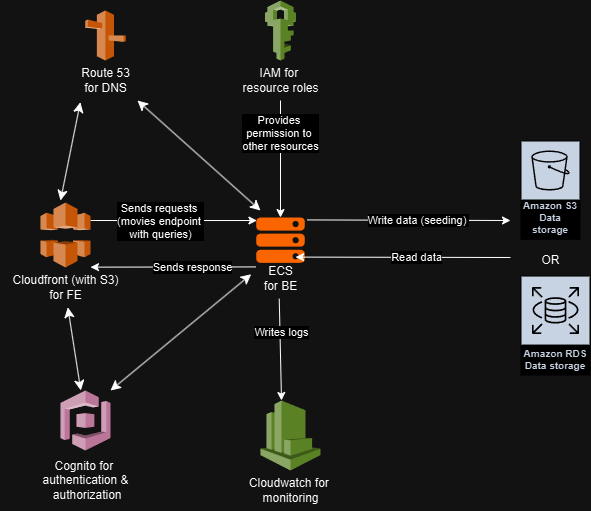 Route 53
for DNS
IAM for
resource roles
Provides
permission to
other resources
Sends requests
(movies endpoint
with queries)
Write data (seeding)
Amazon S3
Data
storage
OR
Read data
Sends response
ECS
for BE
Cloudfront (with S3)
for FE
Writes logs
Amazon RDS
Data storage
Cognito for
authentication &
authorization
Cloudwatch for
monitoring